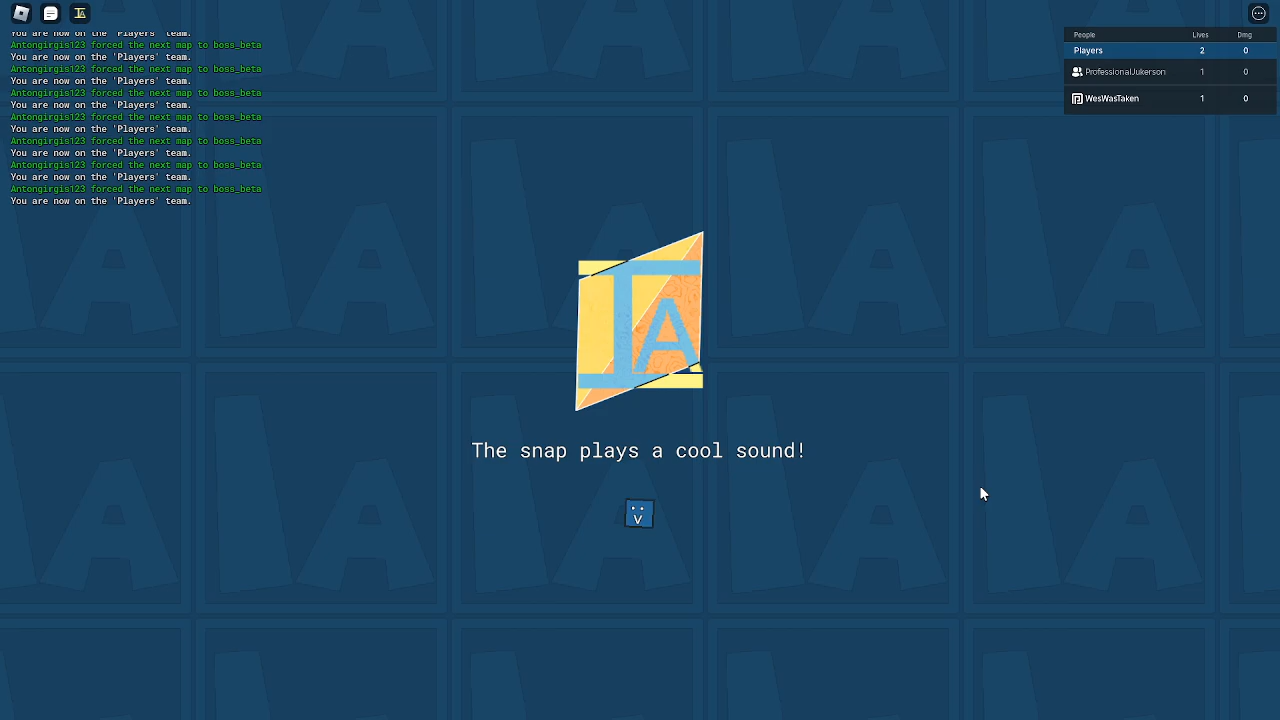 You are now on the 'Players' team.
Antongirgis123 forced the next map to boss_beta
You are now on the 'Players' team.
Antongirgis123 forced the next map to boss_beta
You are now on the 'Players' team.
Antongirgis123 forced the next map to boss_beta
You are now on the 'Players' team.
Antongirgis123 forced the next map to boss_beta
You are now on the 'Players' team.
Antongirgis123 forced the next map to boss_beta
You are now on the 'Players' team.
Antongirgis123 forced the next map to boss_beta
You are now on the 'Players' team.
Antongirgis123 forced the next map to boss_beta
You are now on the 'Players' team.
People Lives Dmg
Players 2 0
ProfessionalJukerson 1 0
WesWasTaken 1 0
IA
The snap plays a cool sound!